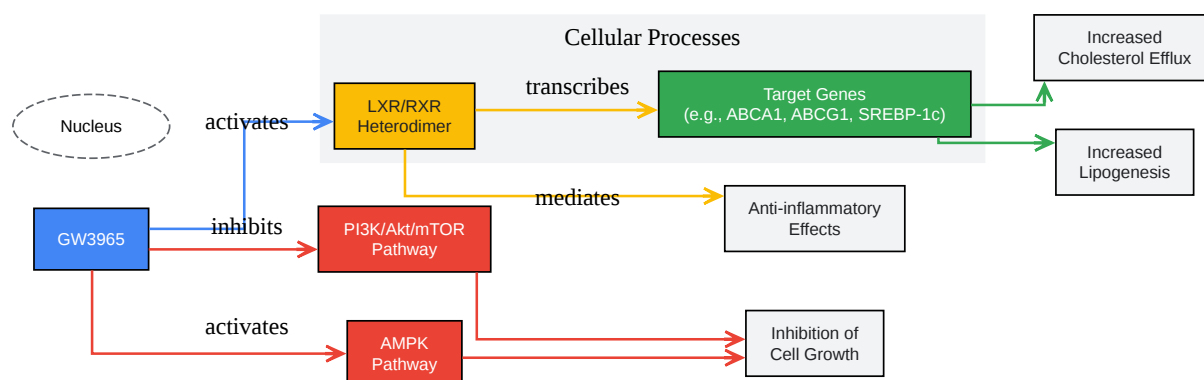 Cellular Processes
Increased
Cholesterol Efflux
transcribes
Target Genes
(e.g., ABCA1, ABCG1, SREBP-1c)
LXR/RXR
Heterodimer
activates
Nucleus
Increased
Lipogenesis
mediates
Anti-inflammatory
Effects
inhibits
GW3965
PI3K/Akt/mTOR
Pathway
activates
AMPK
Pathway
Inhibition of
Cell Growth